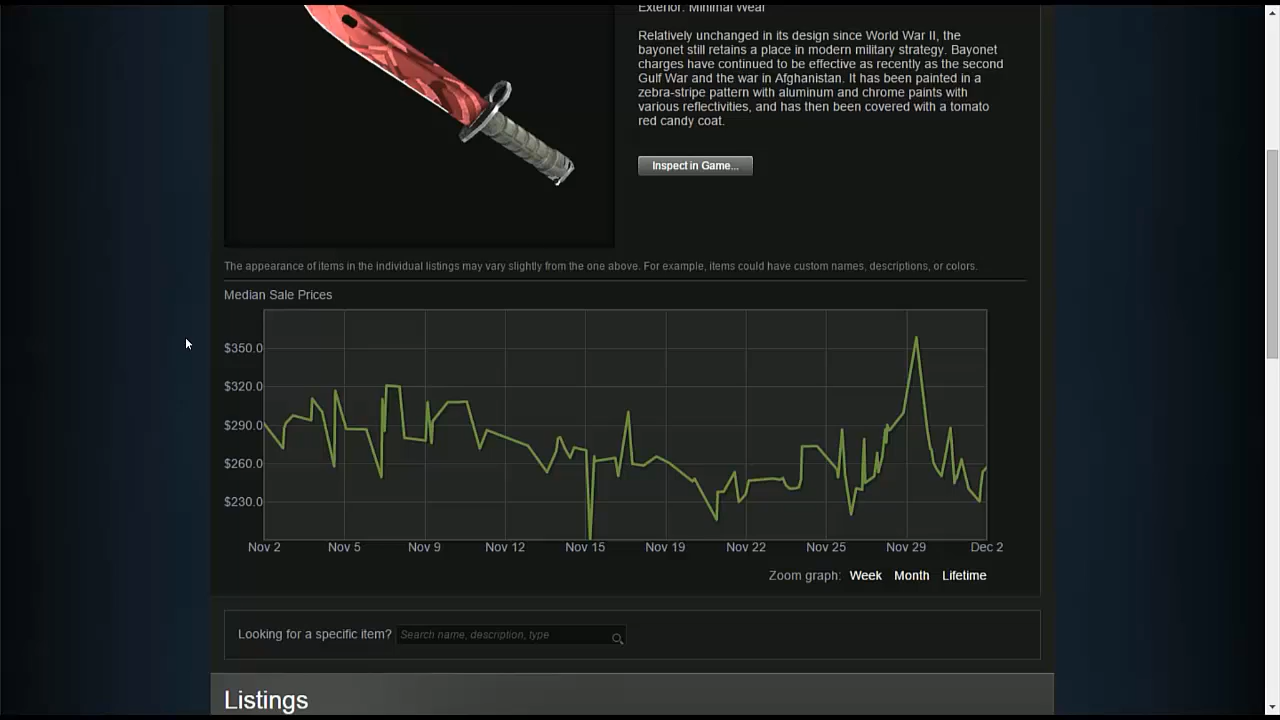 Exterior: Minimal Wear
Relatively unchanged in its design since World War II, the
bayonet still retains a place in modern military strategy. Bayonet
charges have continued to be effective as recently as the second
Gulf War and the war in Afghanistan. It has been painted in a
zebra-stripe pattern with aluminum and chrome paints with
various reflectivities, and has then been covered with a tomato
red candy coat.
Inspect in Game...
The appearance of items in the individual listings may vary slightly from the one above. For example, items could have custom names, descriptions, or colors.
Median Sale Prices
$350.0
$320.0
$290.0
$260.0
$230.0
Nov 2 Nov 5 Nov 9 Nov 12 Nov 15 Nov 19 Nov 22 Nov 25 Nov 29 Dec 2
Zoom graph: Week Month Lifetime
Looking for a specific item? Search name, description, type
Listings